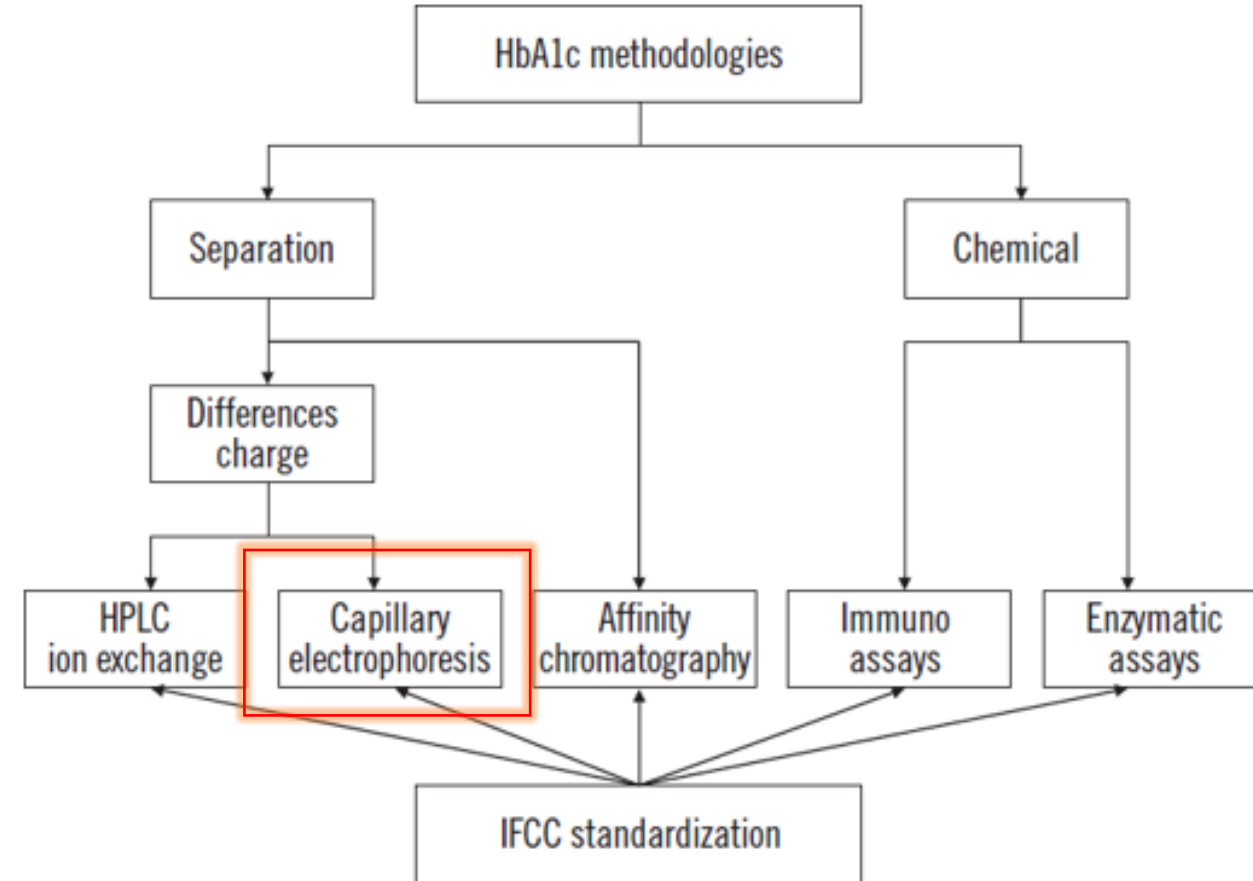 HbA1c methodologies
Separation
Chemical
Differences
charge
HPLC
ion exchange
Capillary
electrophoresis
Affinity
chromatography
Immuno
assays
Enzymatic
assays
IFCC standardization